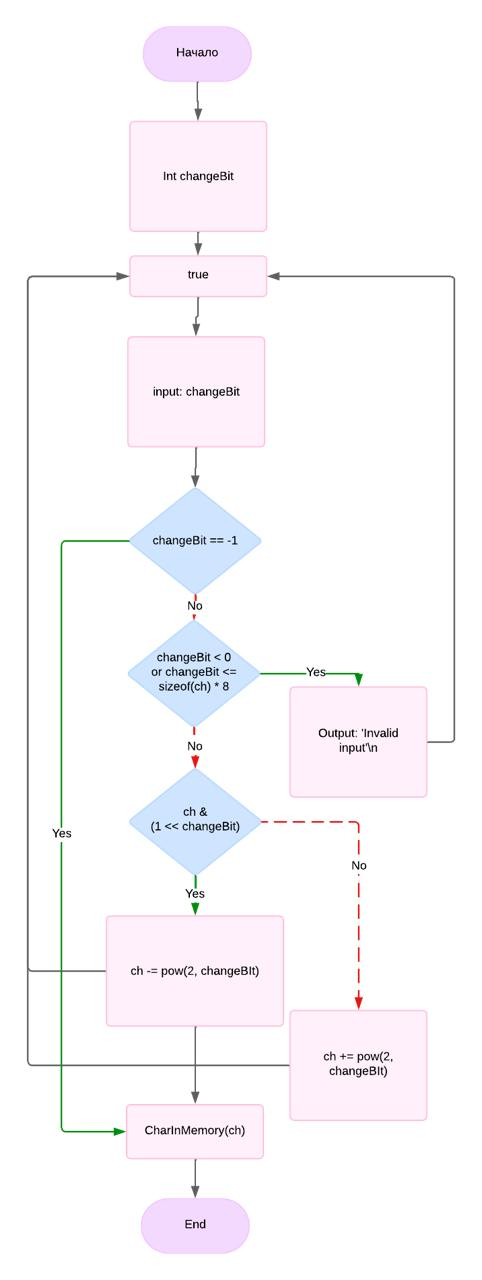 Начало
Int changeBit
true
input: changeBit
changeBit == -1
No
changeBit < 0
or changeBit <=
sizeof(ch) * 8
Yes
Output: 'Invalid
input'\n
No
ch &
(1 << changeBit)
Yes
No
Yes
ch -= pow(2, changeBIt)
ch += pow(2,
changeBIt)
CharInMemory(ch)
End